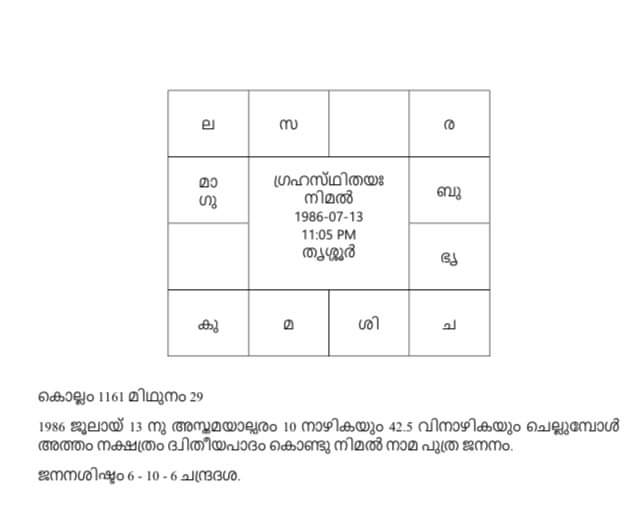 ല
സ
ര
മാ
ഗു
ഗ്രഹസ്ഥിതയഃ
നിമൽ
1986-07-13
11:05 PM
തൃശ്ശൂർ
ബു
ഭൃ
കു
മ
ശി
ച
കൊല്ലം 1161 മിഥുനം 29
1986 ജൂലായ് 13 നു അസ്തമയാല്പരം 10 നാഴികയും 42.5 വിനാഴികയും ചെല്ലുമ്പോൾ
അത്തം നക്ഷത്രം ദ്വിതീയപാദം കൊണ്ടു നിമൽ നാമ പുത്ര ജനനം.
ജനനശിഷ്ടം 6 - 10 - 6 ചന്ദ്രദശ.